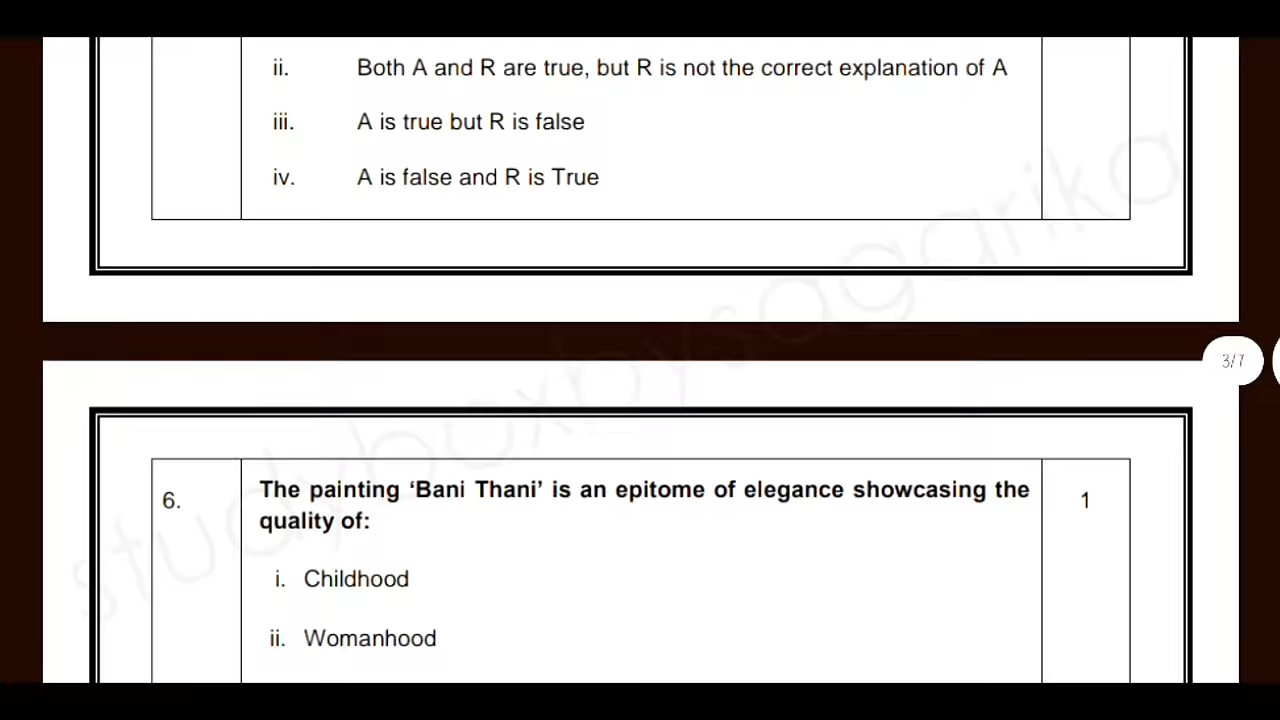 ii. Both A and R are true, but R is not the correct explanation of A
iii. A is true but R is false
iv. A is false and R is True
studyboxbysagarika
3/7
6. The painting ‘Bani Thani’ is an epitome of elegance showcasing the 1
quality of:
i. Childhood
ii. Womanhood